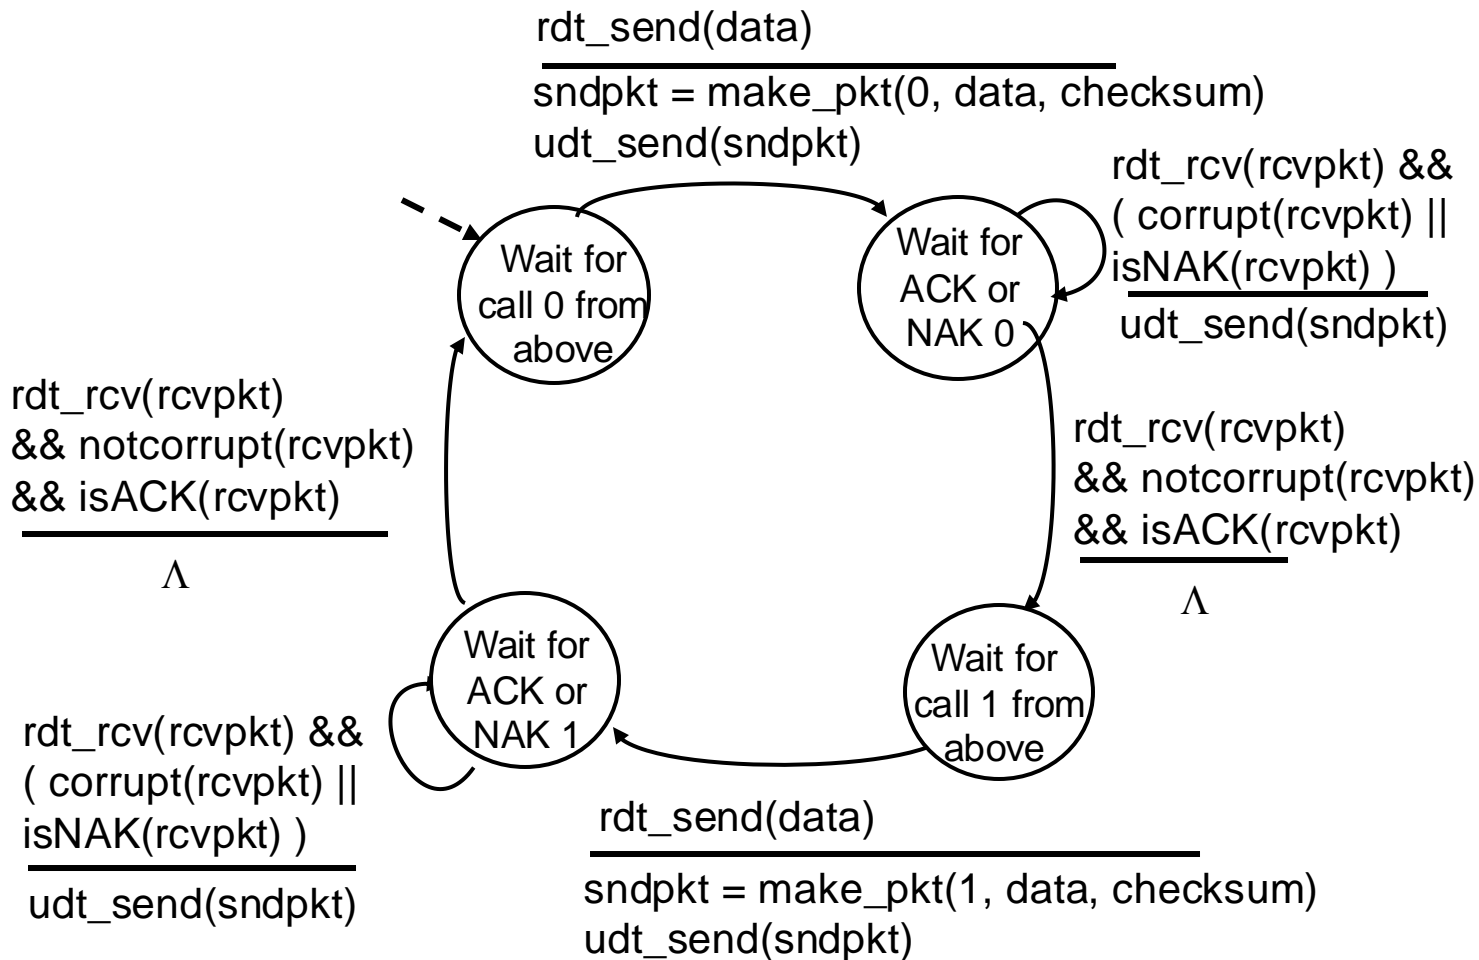 rdt_send(data)
sndpkt = make_pkt(0, data, checksum)
udt_send(sndpkt)
Wait for
call 0 from
above
Wait for
ACK or
NAK 0
rdt_rcv(rcvpkt) &&
( corrupt(rcvpkt) ||
isNAK(rcvpkt) )
udt_send(sndpkt)
rdt_rcv(rcvpkt)
&& notcorrupt(rcvpkt)
&& isACK(rcvpkt)
Λ
rdt_rcv(rcvpkt)
&& notcorrupt(rcvpkt)
&& isACK(rcvpkt)
Λ
Wait for
ACK or
NAK 1
Wait for
call 1 from
above
rdt_rcv(rcvpkt) &&
( corrupt(rcvpkt) ||
isNAK(rcvpkt) )
udt_send(sndpkt)
rdt_send(data)
sndpkt = make_pkt(1, data, checksum)
udt_send(sndpkt)